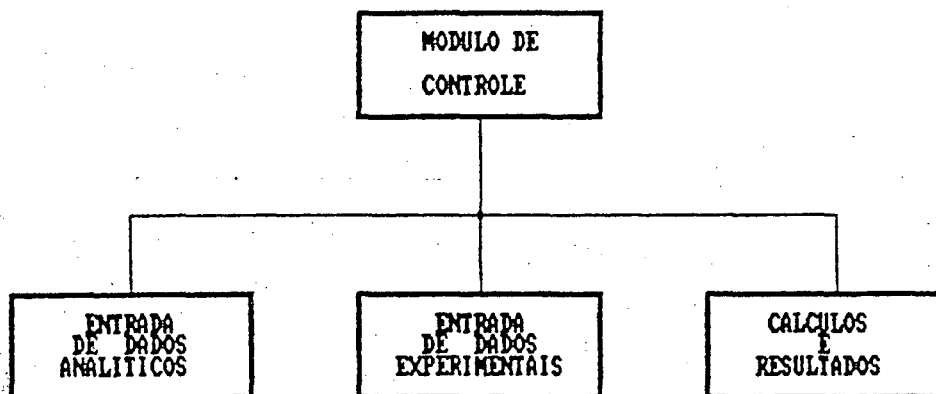 MODULO DE
CONTROLE
ENTRADA
DE DADOS
ANALITICOS
ENTRADA
DE DADOS
EXPERIMENTAIS
CALCULOS
E
RESULTADOS